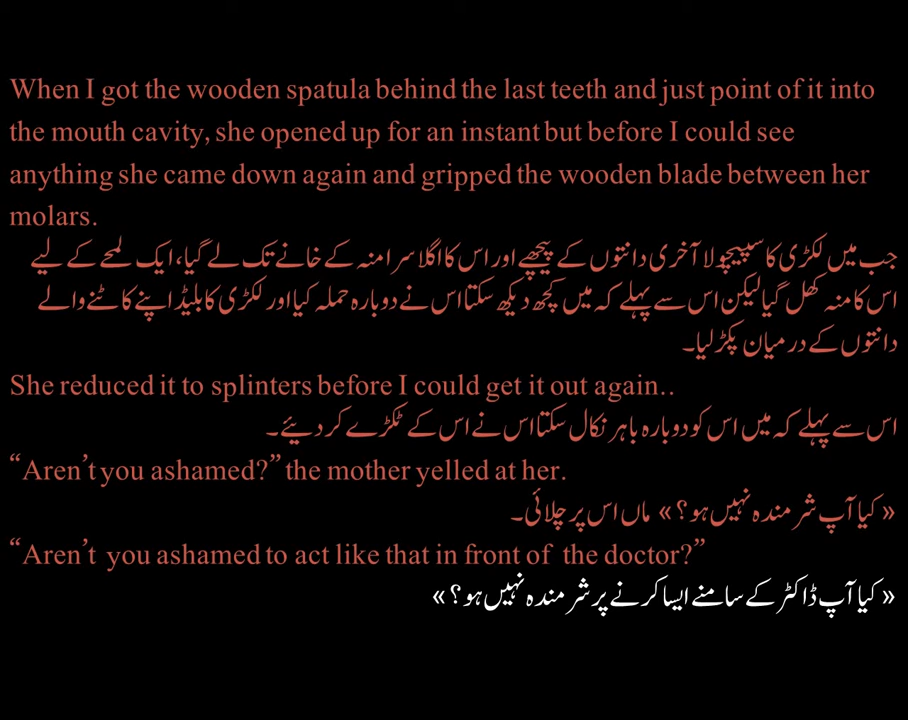 When I got the wooden spatula behind the last teeth and just point of it into
the mouth cavity, she opened up for an instant but before I could see
anything she came down again and gripped the wooden blade between her
molars.
جب میں لکڑی کا سپیچولا آخری دانتوں کے پیچھے اور اس کا اگلا سرا منہ کے خانے تک لے گیا، ایک لمحے کے لیے
اس کا منہ کھل گیا لیکن اس سے پہلے کہ میں کچھ دیکھ سکتا اس نے دوبارہ حملہ کیا اور لکڑی کا بلیڈ اپنے کاٹنے والے
دانتوں کے درمیان پکڑ لیا۔
She reduced it to splinters before I could get it out again..
اس سے پہلے کہ میں اس کو دوبارہ باہر نکال سکتا اس نے اس کے ٹکڑے کر دیئے۔
“Aren’t you ashamed?” the mother yelled at her.
« کیا آپ شرمندہ نہیں ہو؟ » ماں اس پر چلائی۔
“Aren’t you ashamed to act like that in front of the doctor?”
« کیا آپ ڈاکٹر کے سامنے ایسا کرنے پر شرمندہ نہیں ہو؟ »